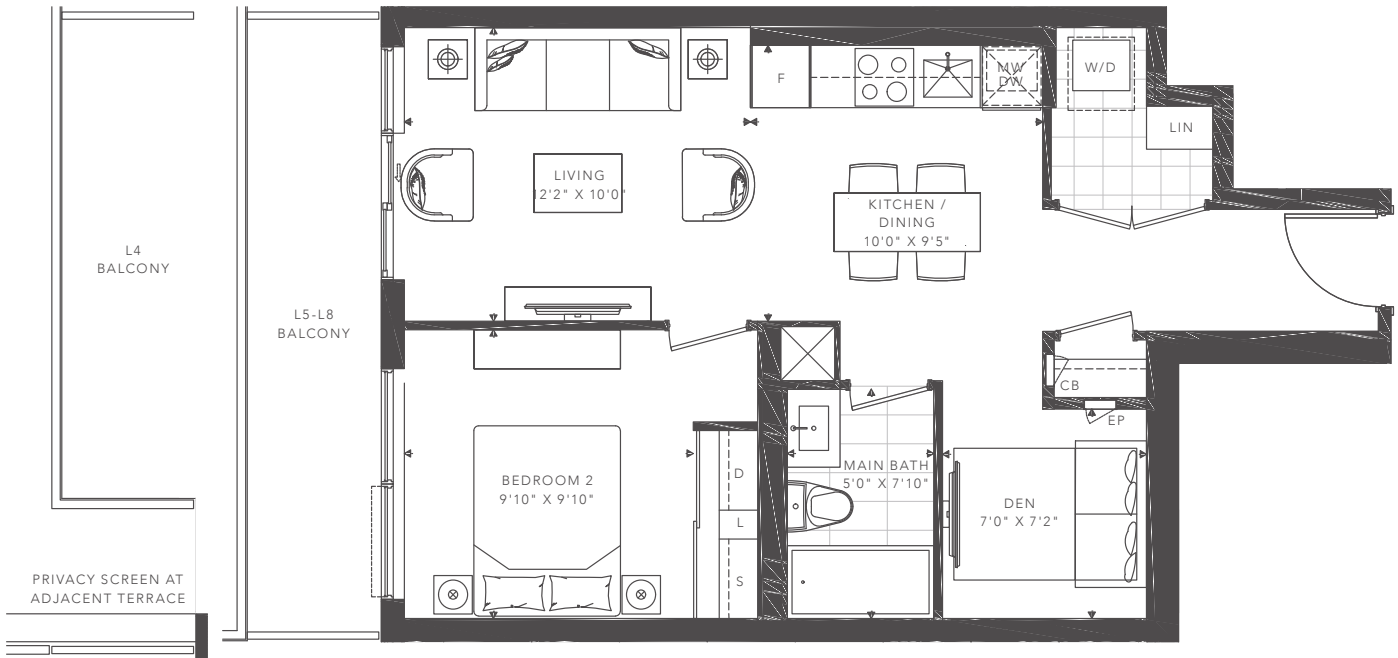 L4
BALCONY
L5-L8
BALCONY
PRIVACY SCREEN AT
ADJACENT TERRACE
LIVING
12'2" X 10'0"
F
MW
DW
W/D
LIN
KITCHEN /
DINING
10'0" X 9'5"
CB
EP
BEDROOM 2
9'10" X 9'10"
D
L
S
MAIN BATH
5'0" X 7'10"
DEN
7'0" X 7'2"